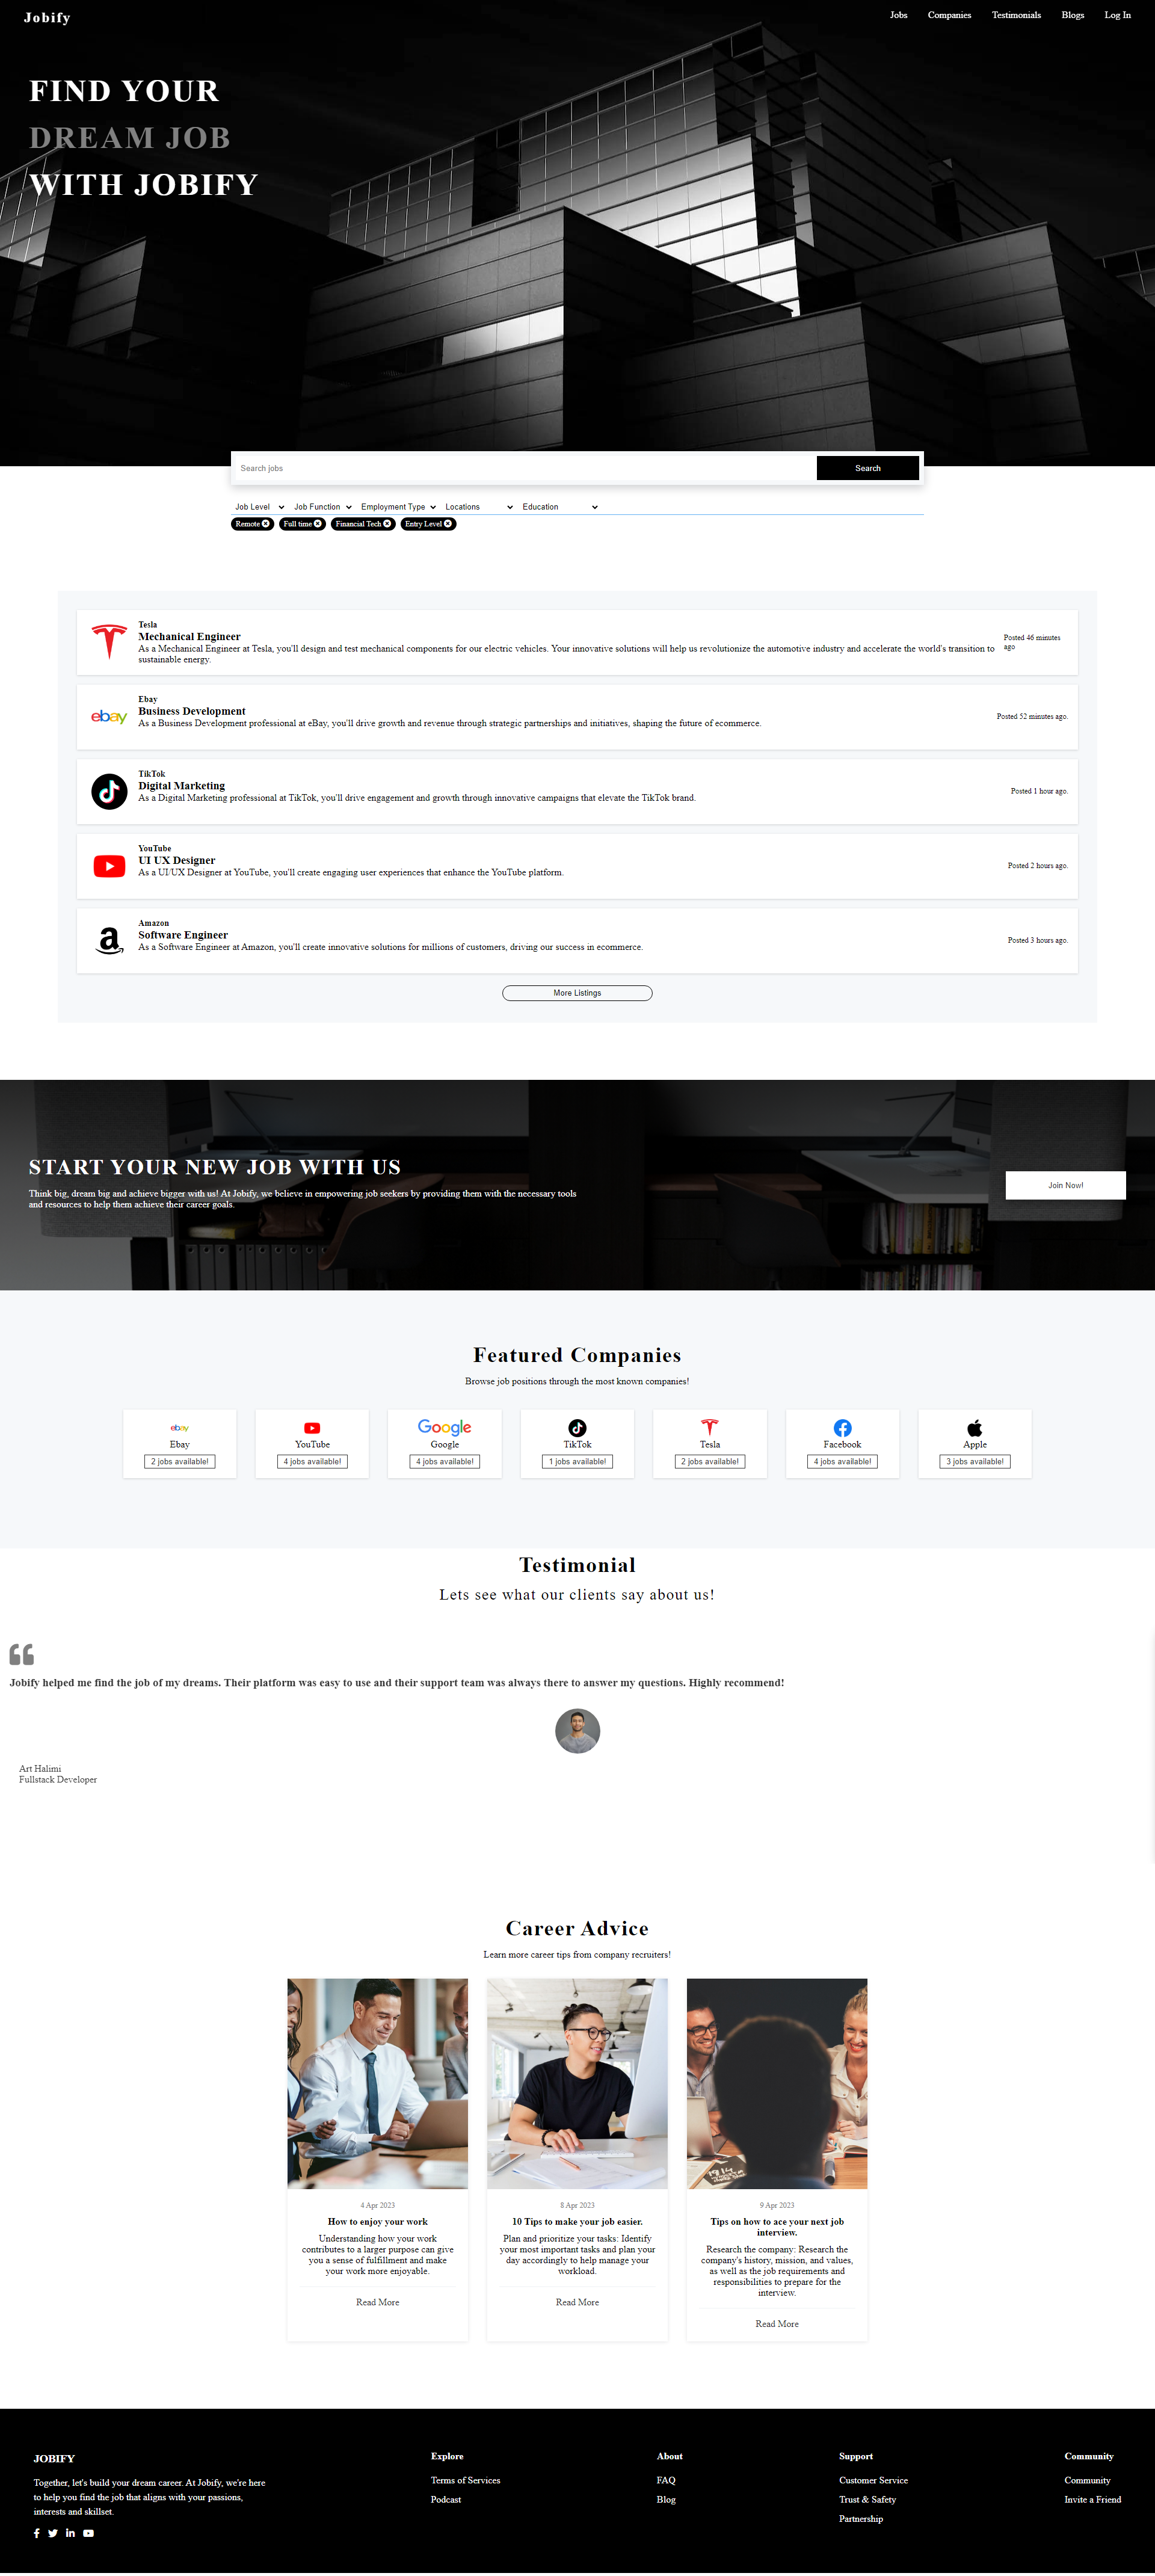 Jobify
Jobs
Companies
Testimonials
Blogs
Log In
FIND YOUR
DREAM JOB
WITH JOBIFY
Search jobs
Search
Job Level
Job Function
Employment Type
Locations
Education
Remote
Full time
Financial Tech
Entry Level
Tesla
Mechanical Engineer
As a Mechanical Engineer at Tesla, you'll design and test mechanical components for our electric vehicles. Your innovative solutions will help us revolutionize the automotive industry and accelerate the world's transition to
sustainable energy.
Posted 46 minutes
ago
ebay
Ebay
Business Development
As a Business Development professional at eBay, you'll drive growth and revenue through strategic partnerships and initiatives, shaping the future of ecommerce.
Posted 52 minutes ago.
TikTok
Digital Marketing
As a Digital Marketing professional at TikTok, you'll drive engagement and growth through innovative campaigns that elevate the TikTok brand.
Posted 1 hour ago.
YouTube
UI UX Designer
As a UI/UX Designer at YouTube, you'll create engaging user experiences that enhance the YouTube platform.
Posted 2 hours ago.
a
Amazon
Software Engineer
As a Software Engineer at Amazon, you'll create innovative solutions for millions of customers, driving our success in ecommerce.
Posted 3 hours ago.
More Listings
START YOUR NEW JOB WITH US
Think big, dream big and achieve bigger with us! At Jobify, we believe in empowering job seekers by providing them with the necessary tools
and resources to help them achieve their career goals.
Join Now!
Featured Companies
Browse job positions through the most known companies!
ebay
Ebay
2 jobs available!
YouTube
4 jobs available!
Google
Google
4 jobs available!
TikTok
1 jobs available!
Tesla
2 jobs available!
Facebook
4 jobs available!
Apple
3 jobs available!
Testimonial
Lets see what our clients say about us!
Jobify helped me find the job of my dreams. Their platform was easy to use and their support team was always there to answer my questions. Highly recommend!
Art Halimi
Fullstack Developer
Career Advice
Learn more career tips from company recruiters!
4 Apr 2023
How to enjoy your work
Understanding how your work
contributes to a larger purpose can give
you a sense of fulfillment and make
your work more enjoyable.
Read More
8 Apr 2023
10 Tips to make your job easier.
Plan and prioritize your tasks: Identify
your most important tasks and plan your
day accordingly to help manage your
workload.
Read More
9 Apr 2023
Tips on how to ace your next job
interview.
Research the company: Research the
company's history, mission, and values,
as well as the job requirements and
responsibilities to prepare for the
interview.
Read More
JOBIFY
Together, let's build your dream career. At Jobify, we're here
to help you find the job that aligns with your passions,
interests and skillset.
Explore
Terms of Services
Podcast
About
FAQ
Blog
Support
Customer Service
Trust & Safety
Partnership
Community
Community
Invite a Friend